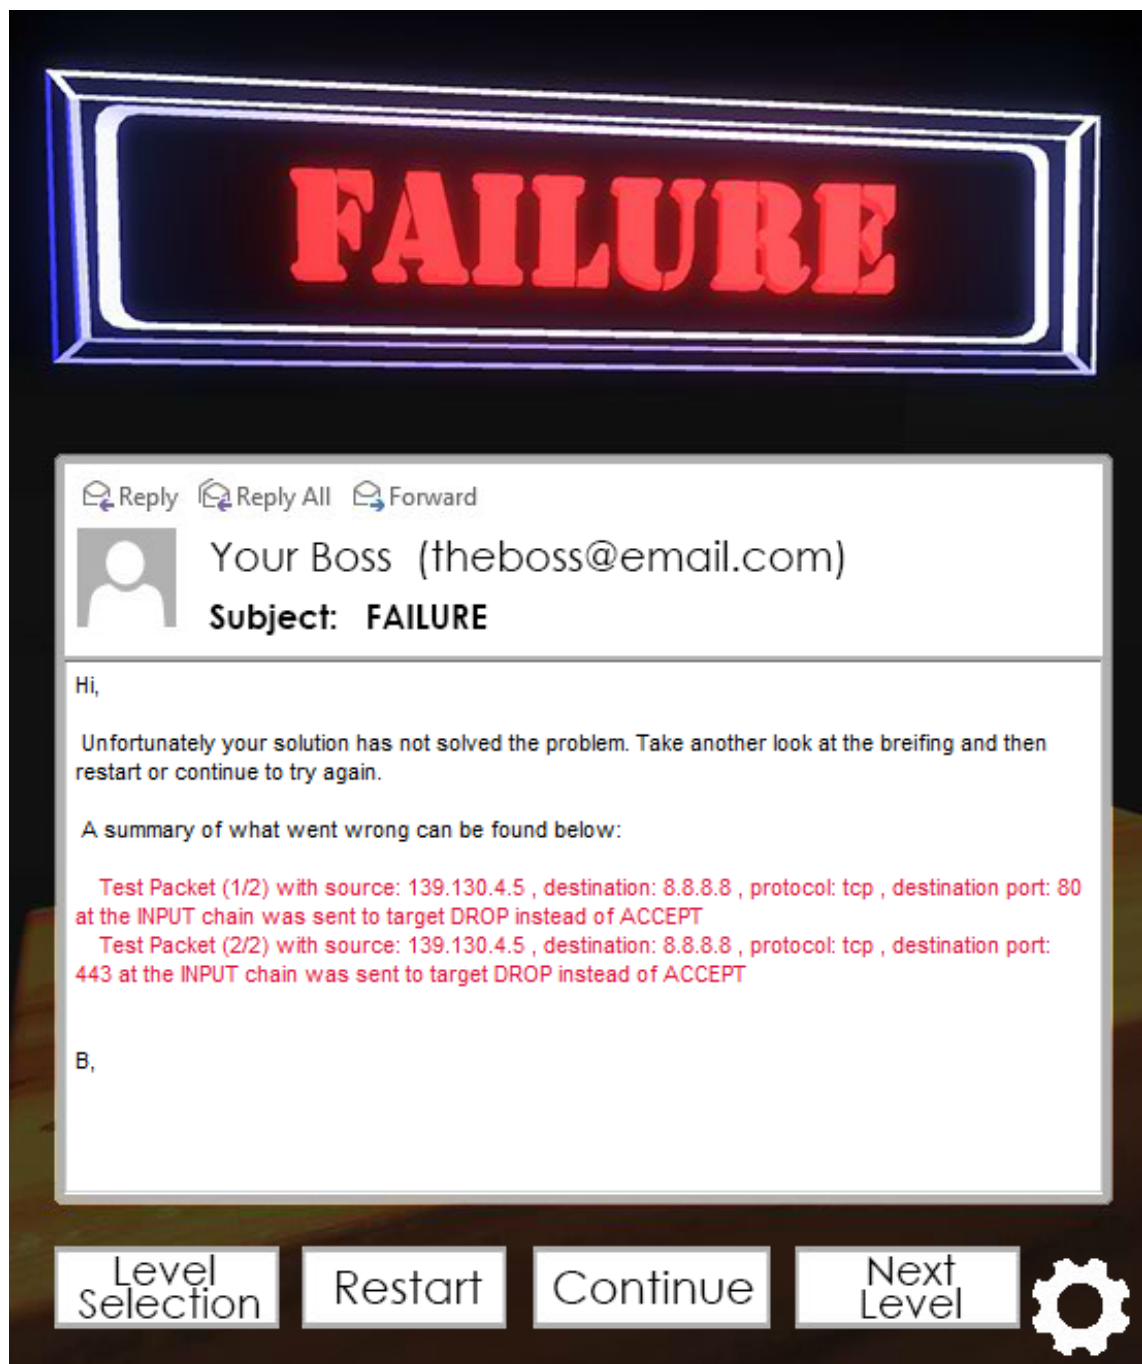 FAILURE
Reply Reply All Forward
Your Boss (theboss@email.com)
Subject: FAILURE
Hi,
Unfortunately your solution has not solved the problem. Take another look at the breifing and then
restart or continue to try again.
A summary of what went wrong can be found below:
Test Packet (1/2) with source: 139.130.4.5 , destination: 8.8.8.8 , protocol: tcp , destination port: 80
at the INPUT chain was sent to target DROP instead of ACCEPT
Test Packet (2/2) with source: 139.130.4.5 , destination: 8.8.8.8 , protocol: tcp , destination port:
443 at the INPUT chain was sent to target DROP instead of ACCEPT
B,
Level
Selection
Restart
Continue
Next
Level